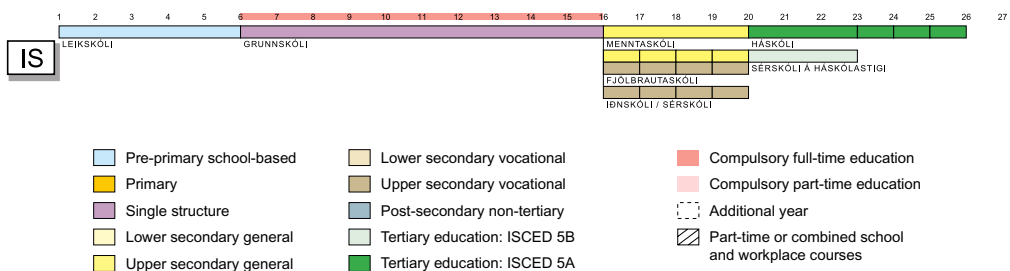 1 2 3 4 5 6 7 8 9 10 11 12 13 14 15 16 17 18 19 20 21 22 23 24 25 26 27
IS
LEIKSKÓLI GRUNNSKÓLI MENNTASKÓLI HÁSKÓLI
FJÖLBRAUTASKÓLI SÉRSKÓLI Á HÁSKÓLASTIGI
IÐNSKÓLI / SÉRSKÓLI
Pre-primary school-based
Primary
Single structure
Lower secondary general
Upper secondary general
Lower secondary vocational
Upper secondary vocational
Post-secondary non-tertiary
Tertiary education: ISCED 5B
Tertiary education: ISCED 5A
Compulsory full-time education
Compulsory part-time education
Additional year
Part-time or combined school
and workplace courses